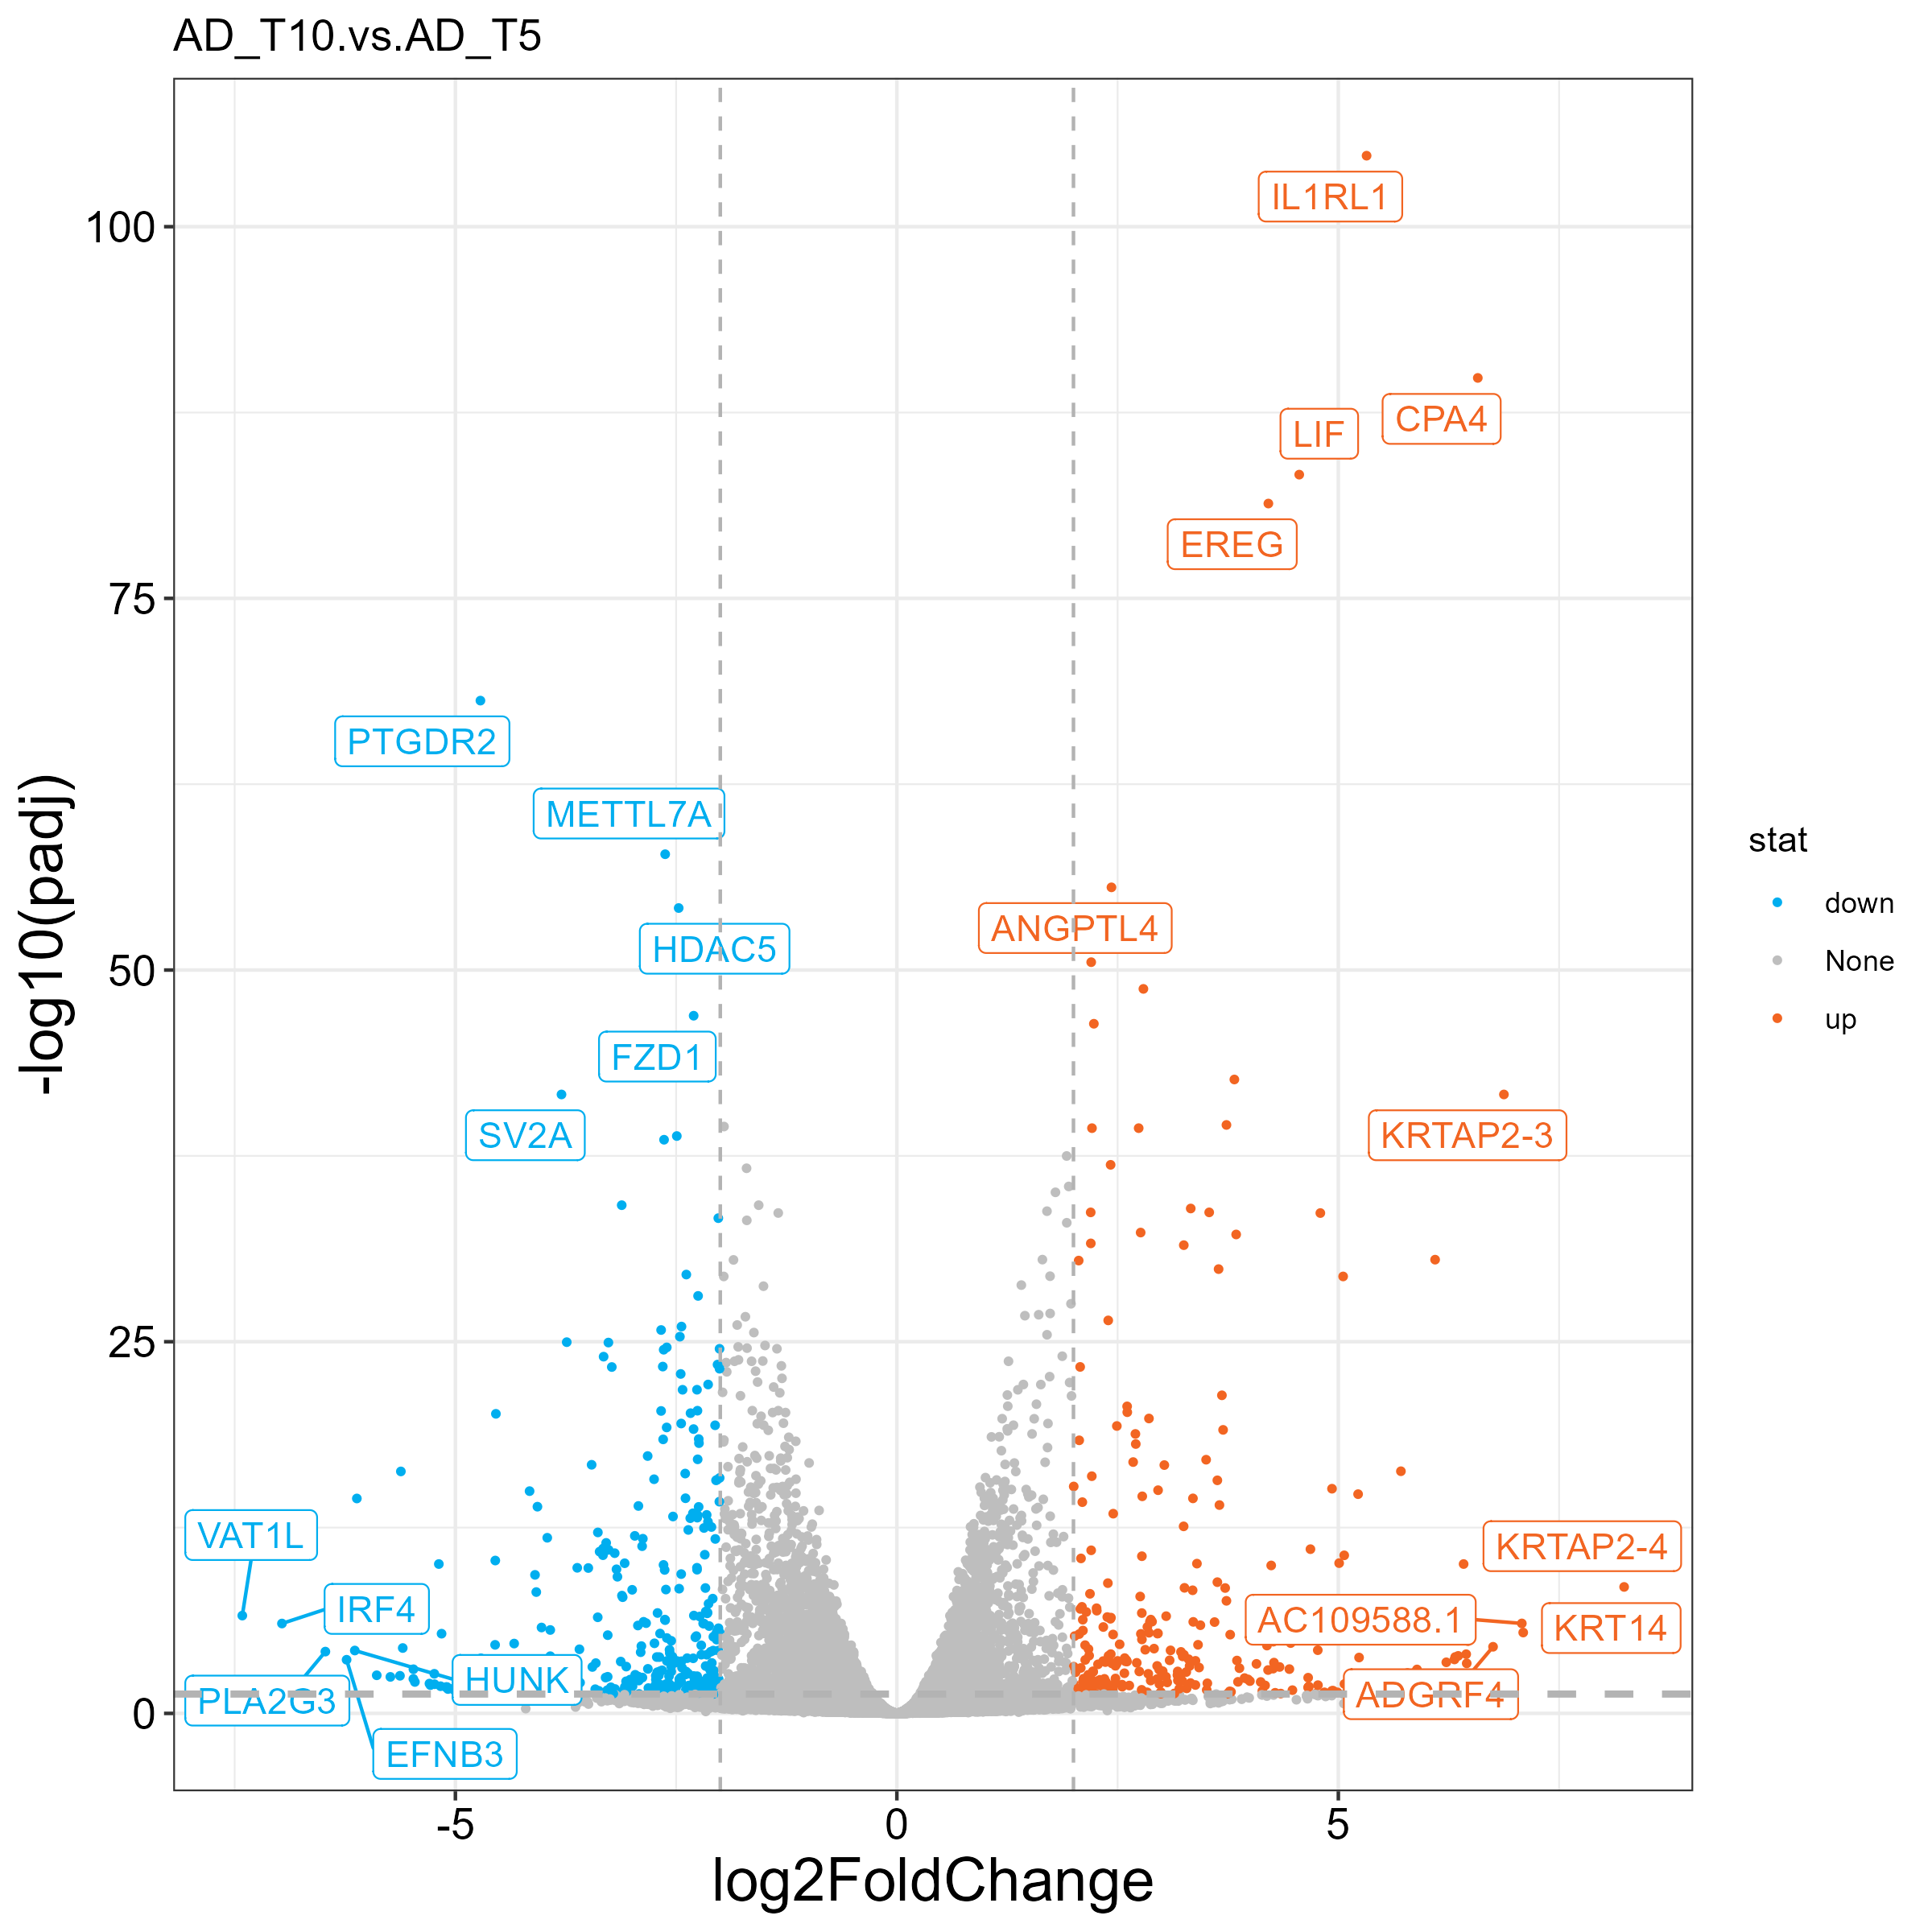 AD_T10.vs.AD_T5
-log10(padj)
100
75
50
25
0
IL1RL1
CPA4
LIF
EREG
PTGDR2
METTL7A
ANGPTL4
HDAC5
FZD1
SV2A
KRTAP2-3
VAT1L
KRTAP2-4
IRF4
AC109588.1
KRT14
HUNK
PLA2G3
ADGRF4
EFNB3
-5
0
5
log2FoldChange
stat
down
None
up